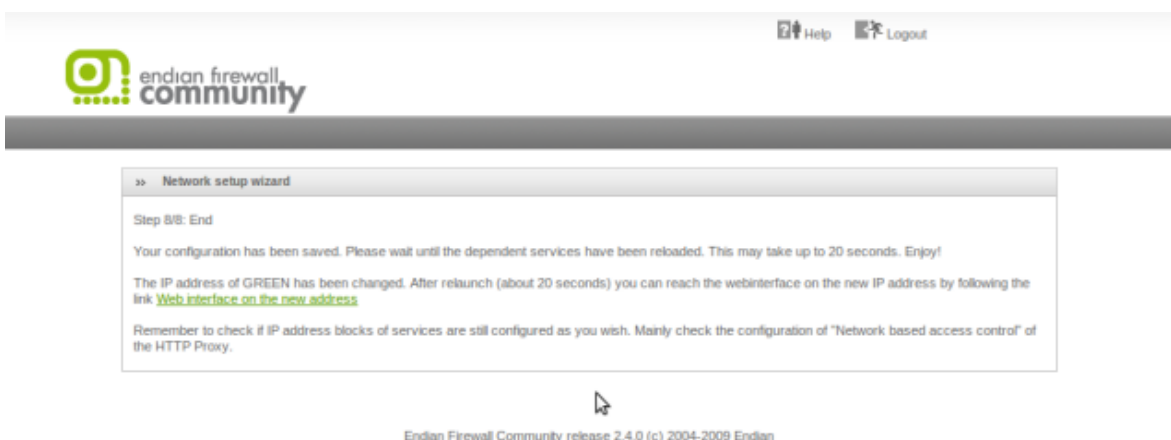 Help Logout
endian firewall
community
» Network setup wizard
Step 8/8: End
Your configuration has been saved. Please wait until the dependent services have been reloaded. This may take up to 20 seconds. Enjoy!
The IP address of GREEN has been changed. After relaunch (about 20 seconds) you can reach the webinterface on the new IP address by following the
link Web interface on the new address
Remember to check if IP address blocks of services are still configured as you wish. Mainly check the configuration of "Network based access control" of
the HTTP Proxy.
Endian Firewall Community release 2.4.0 (c) 2004-2009 Endian